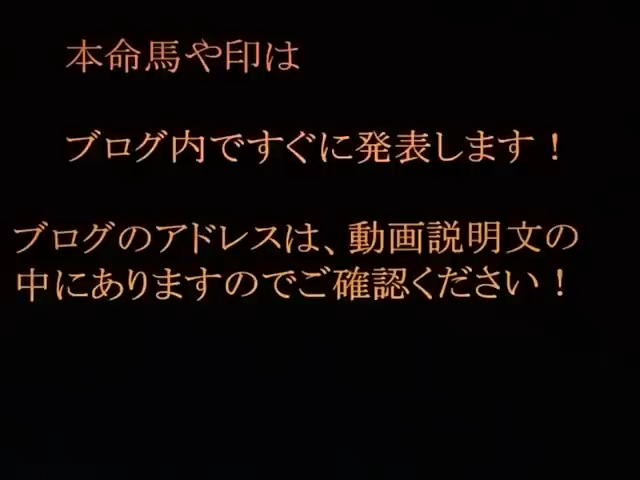 本命馬や印は
ブログ内ですぐに発表します！
ブログのアドレスは、動画説明文の
中にありますのでご確認ください！